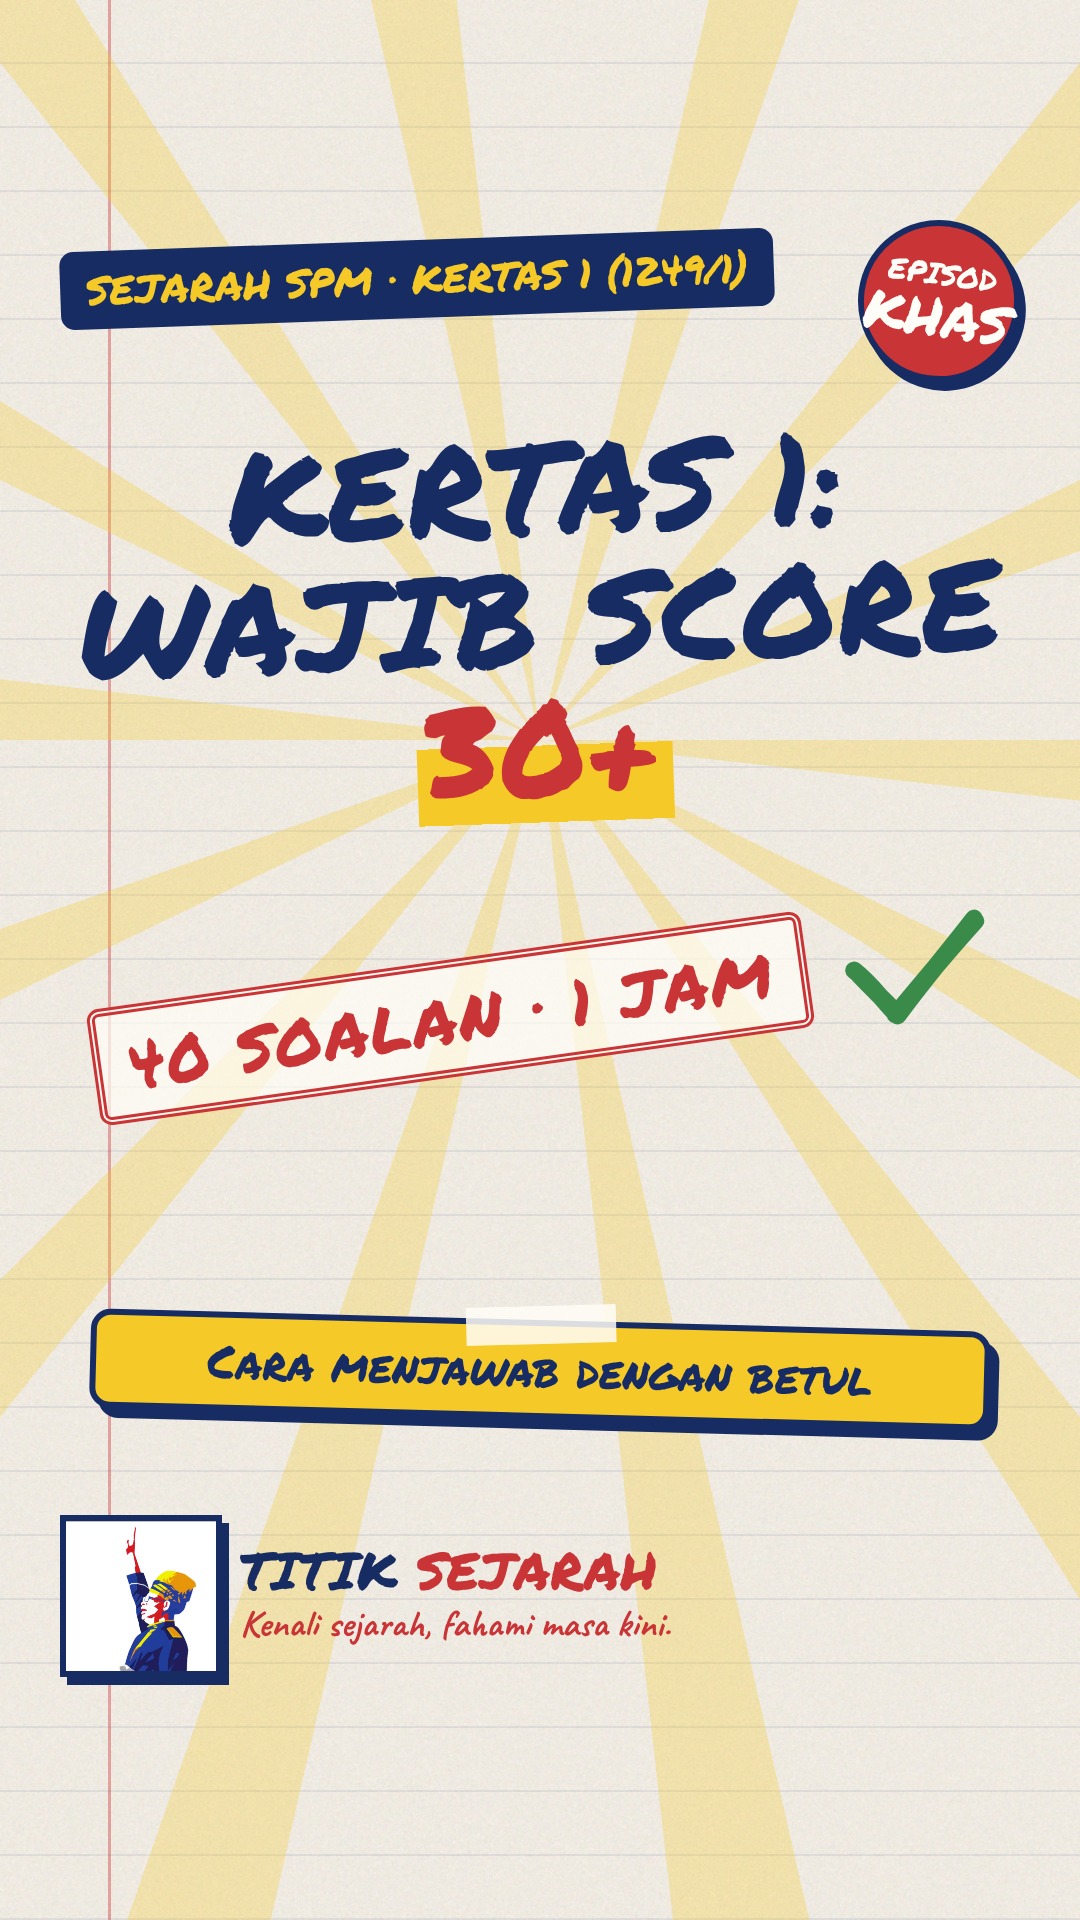 SEJARAH SPM · KERTAS 1 (1249/1)
EPISOD
KHAS
KERTAS 1:
WAJIB SCORE
30+
40 SOALAN · 1 JAM
CARA MENJAWAB DENGAN BETUL
TITIK SEJARAH
Kenali sejarah, fahami masa kini.